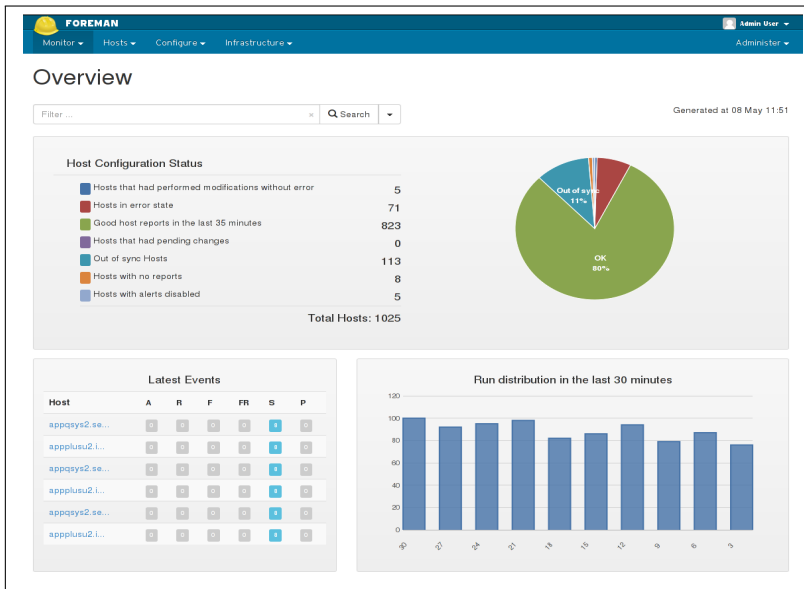 FOREMAN
Admin User
Monitor Hosts Configure Infrastructure Administer
Overview
Filter ... × Search
Generated at 08 May 11:51
Host Configuration Status
Hosts that had performed modifications without error 5
Hosts in error state 71
Good host reports in the last 35 minutes 823
Hosts that had pending changes 0
Out of sync Hosts 113
Hosts with no reports 8
Hosts with alerts disabled 5
Total Hosts: 1025
Out of sync
11%
OK
80%
Latest Events
Host A R F FR S P
appqsys2.se... 0 0 0 0 8 0
appplusu2.i... 0 0 0 0 8 0
appqsys2.se... 0 0 0 0 8 0
appplusu2.i... 0 0 0 0 8 0
appqsys2.se... 0 0 0 0 8 0
appplusu2.i... 0 0 0 0 8 0
Run distribution in the last 30 minutes
120
100
80
60
40
20
0
30 27 24 21 18 15 12 9 6 3